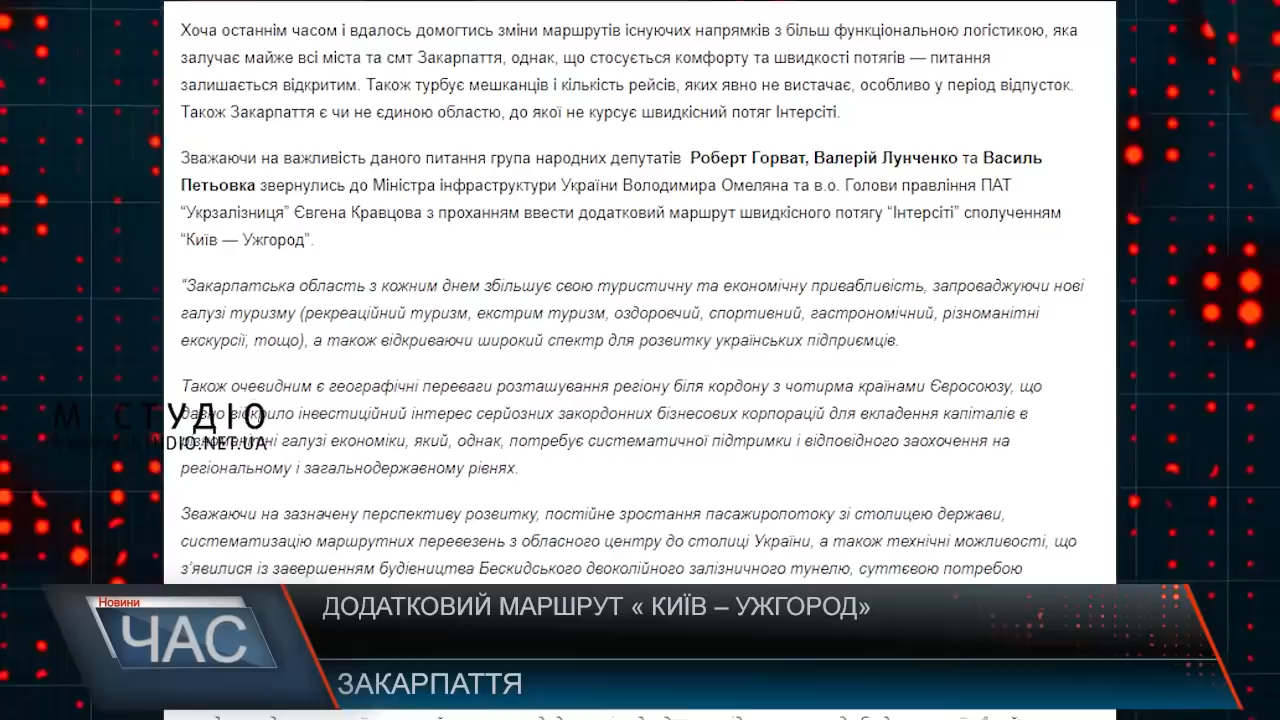 Хоча останнім часом і вдалось домогтись зміни маршрутів існуючих напрямків з більш функціональною логістикою, яка
залучає майже всі міста та смт Закарпаття, однак, що стосується комфорту та швидкості потягів — питання
залишається відкритим. Також турбує мешканців і кількість рейсів, яких явно не вистачає, особливо у період відпусток.
Також Закарпаття є чи не єдиною областю, до якої не курсує швидкісний потяг Інтерсіті.
Зважаючи на важливість даного питання група народних депутатів Роберт Горват, Валерій Лунченко та Василь
Петьовка звернулись до Міністра інфраструктури України Володимира Омеляна та в.о. Голови правління ПАТ
“Укрзалізниця” Євгена Кравцова з проханням ввести додатковий маршрут швидкісного потягу “Інтерсіті” сполученням
“Київ — Ужгород”.
“Закарпатська область з кожним днем збільшує свою туристичну та економічну привабливість, запроваджуючи нові
галузі туризму (рекреаційний туризм, екстрим туризм, оздоровчий, спортивний, гастрономічний, різноманітні
екскурсії, тощо), а також відкриваючи широкий спектр для розвитку українських підприємців.
Також очевидним є географічні переваги розташування регіону біля кордону з чотирма країнами Євросоюзу, що
давно відкрило інвестиційний інтерес серйозних закордонних бізнесових корпорацій для вкладення капіталів в
галузі економіки, який, однак, потребує систематичної підтримки і відповідного заохочення на
регіональному і загальнодержавному рівнях.
М СТУДІО
.NET.UA
Зважаючи на зазначену перспективу розвитку, постійне зростання пасажиропотоку зі столицею держави,
систематизацію маршрутних перевезень з обласного центру до столиці України, а також технічні можливості, що
з’явилися із завершенням будівництва Бескидського двоколійного залізничного тунелю, суттєвою потребою
Новини
ЧАС
ДОДАТКОВИЙ МАРШРУТ « КИЇВ – УЖГОРОД»
ЗАКАРПАТТЯ